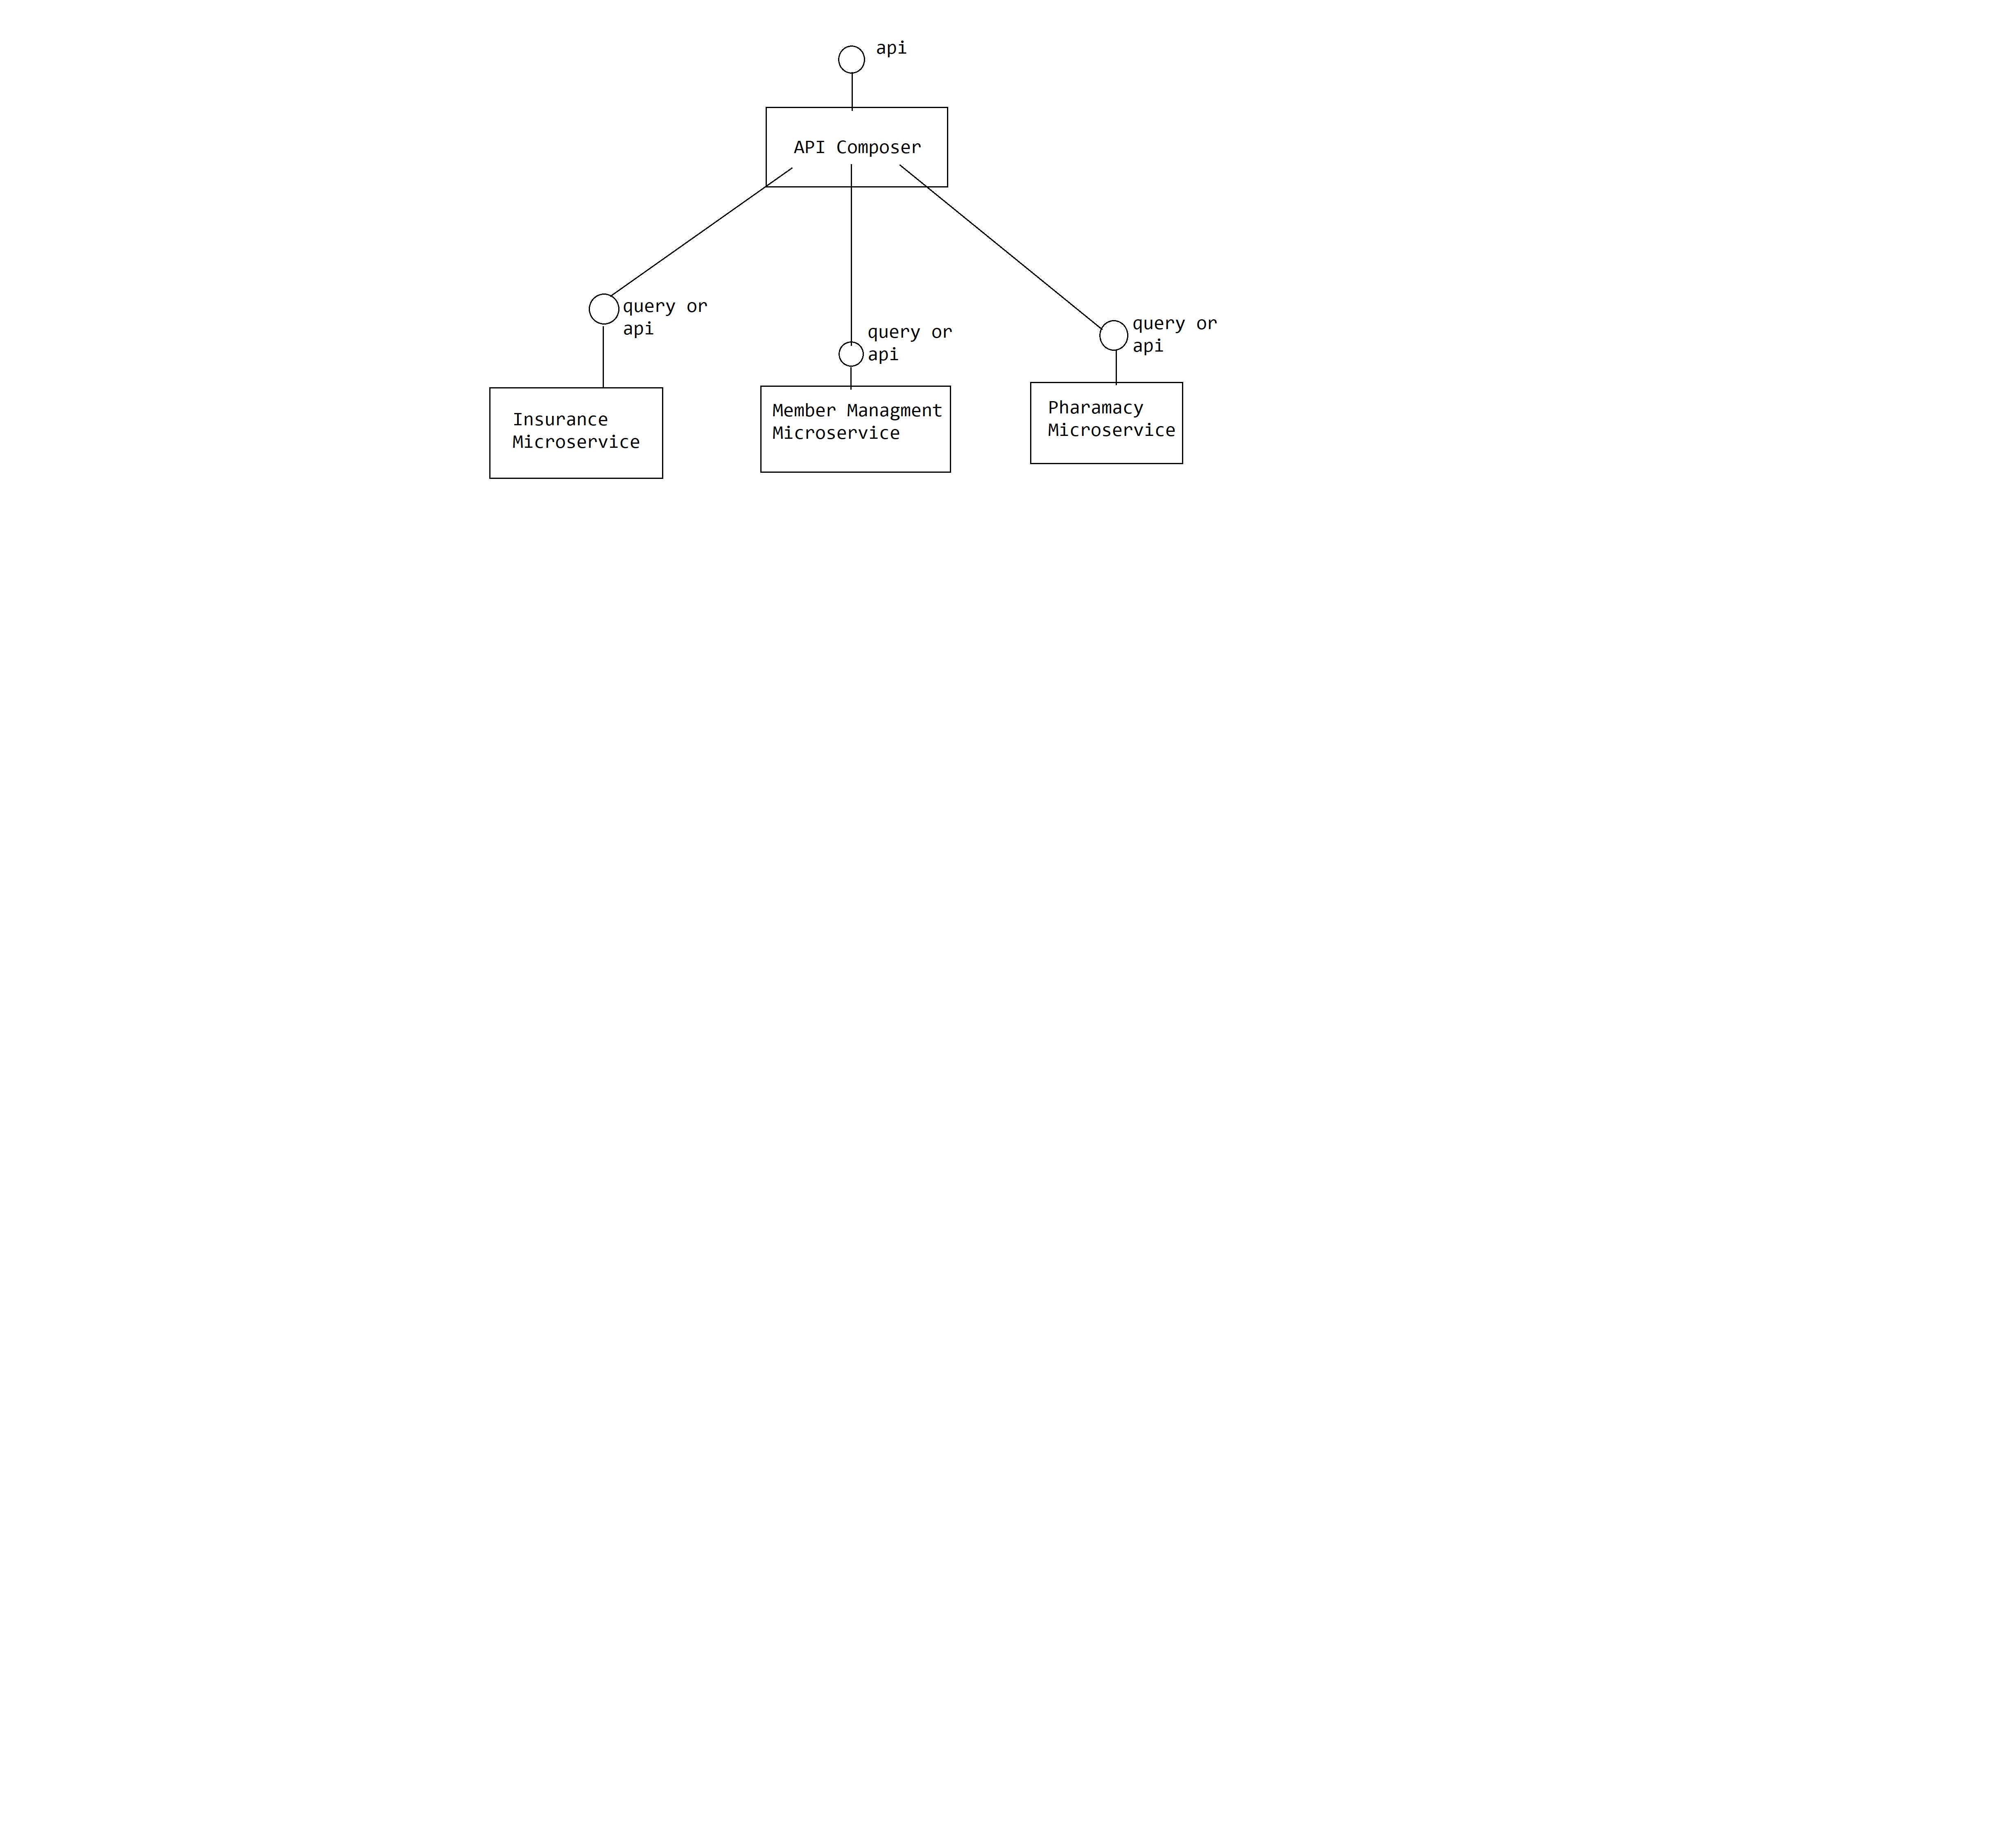 api
API Composer
query or
api
query or
api
query or
api
Insurance
Microservice
Member Managment
Microservice
Pharamacy
Microservice